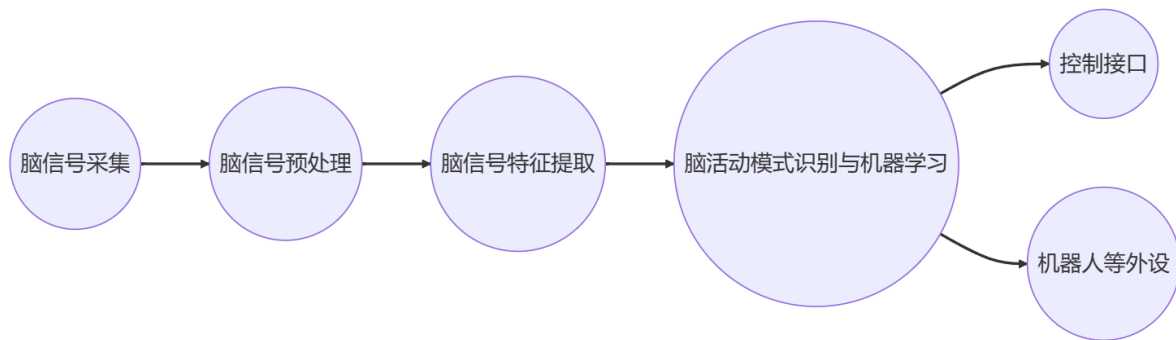 脑信号采集
脑信号预处理
脑信号特征提取
脑活动模式识别与机器学习
控制接口
机器人等外设